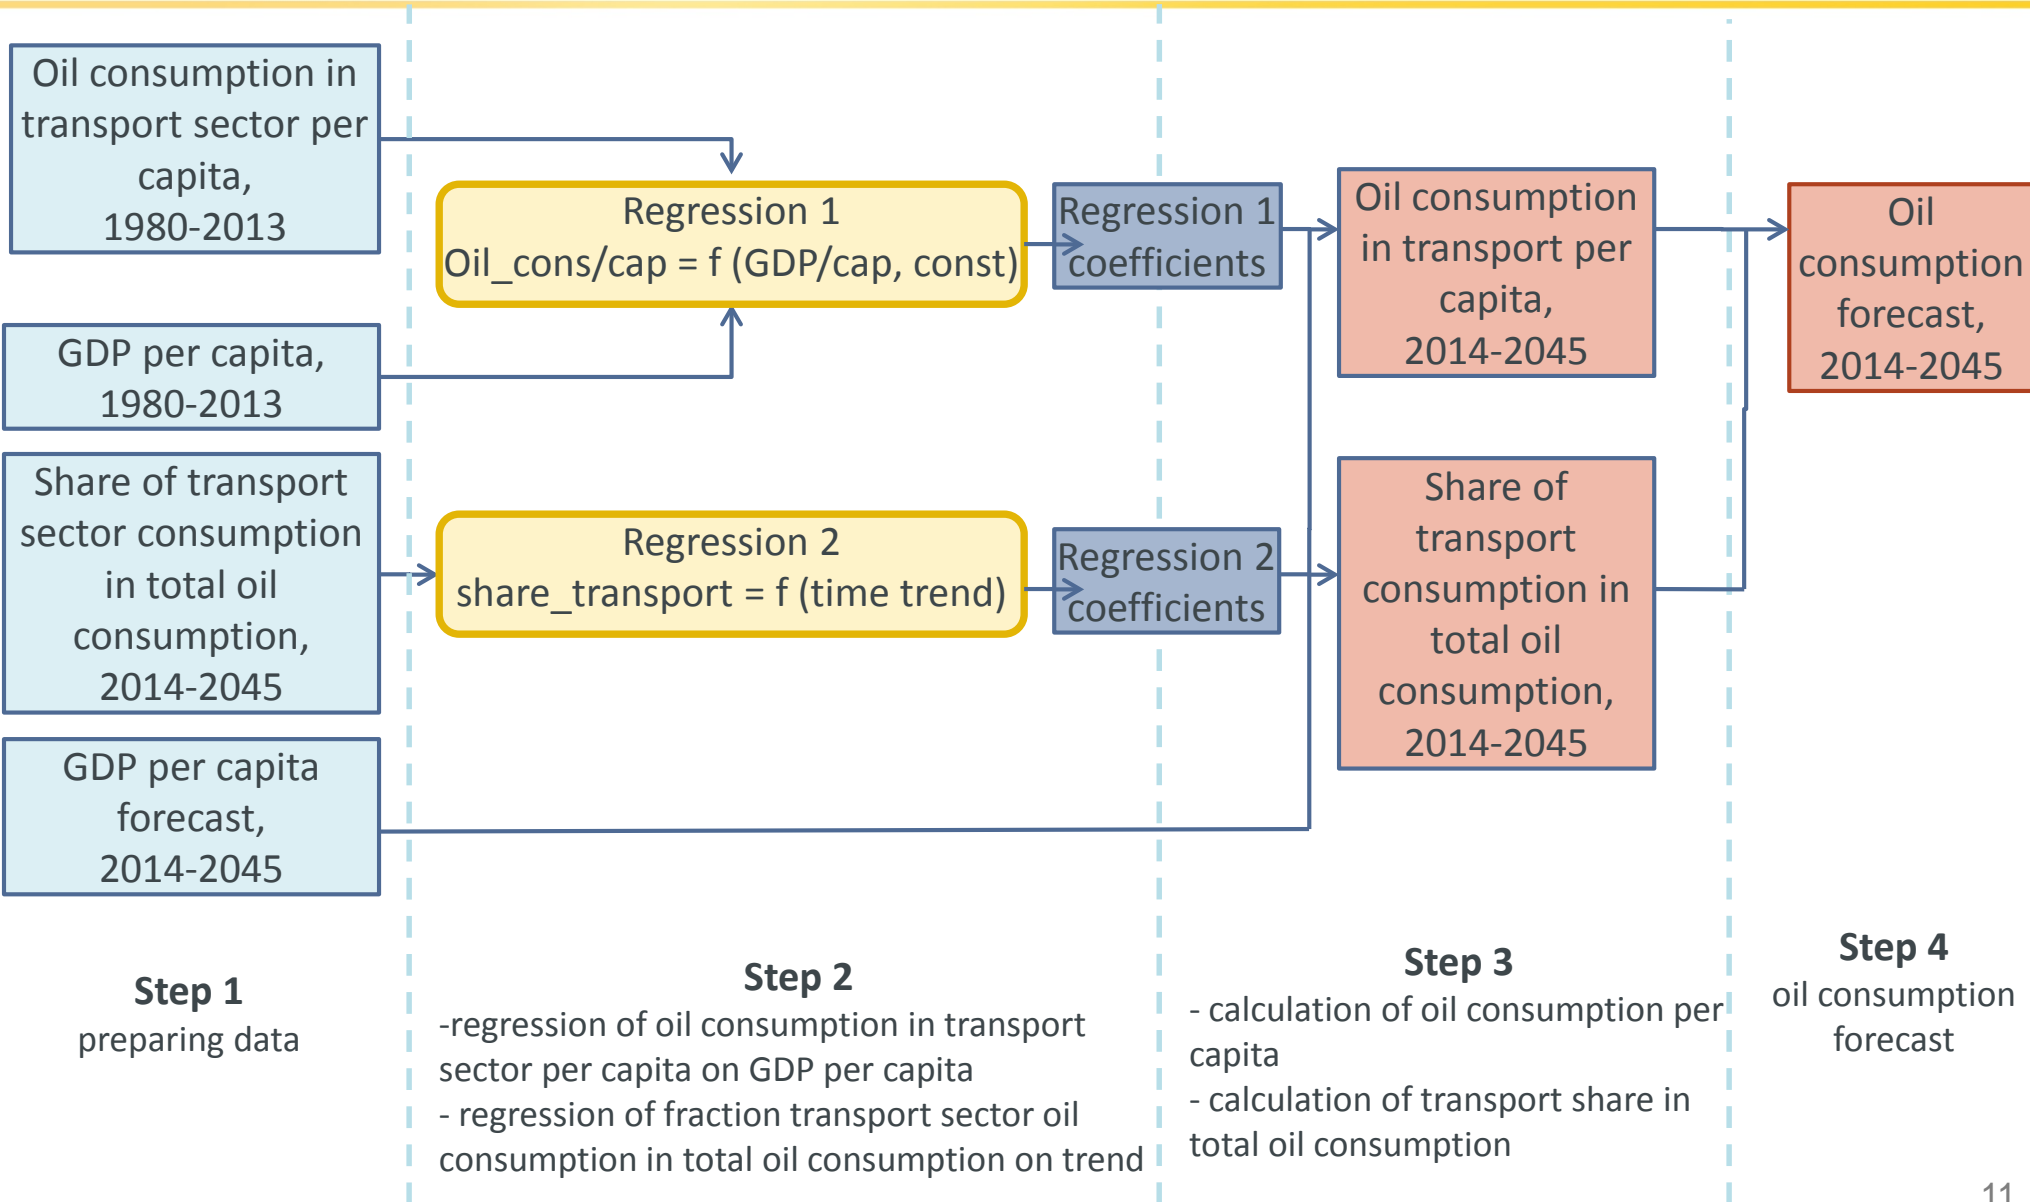 Oil consumption in
transport sector per
capita,
1980-2013
GDP per capita,
1980-2013
Share of transport
sector consumption
in total oil
consumption,
2014-2045
GDP per capita
forecast,
2014-2045
Regression 1
Oil_cons/cap = f (GDP/cap, const)
Regression 2
share_transport = f (time trend)
Regression 1
coefficients
Regression 2
coefficients
Oil consumption
in transport per
capita,
2014-2045
Share of
transport
consumption in
total oil
consumption,
2014-2045
Oil
consumption
forecast,
2014-2045
Step 1
preparing data
Step 2
-regression of oil consumption in transport
sector per capita on GDP per capita
- regression of fraction transport sector oil
consumption in total oil consumption on trend
Step 3
- calculation of oil consumption per
capita
- calculation of transport share in
total oil consumption
Step 4
oil consumption
forecast
11